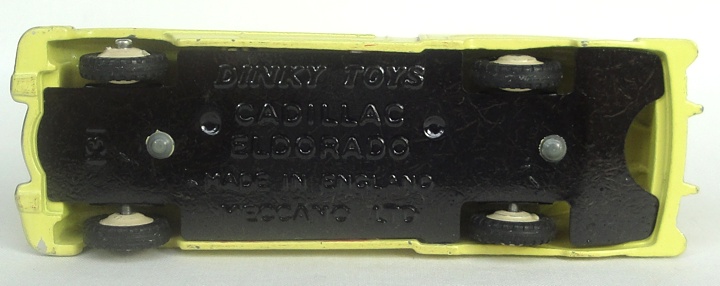 DINKY TOYS
CADILLAC
ELDORADO
MADE IN ENGLAND
MECCANO LTD
131